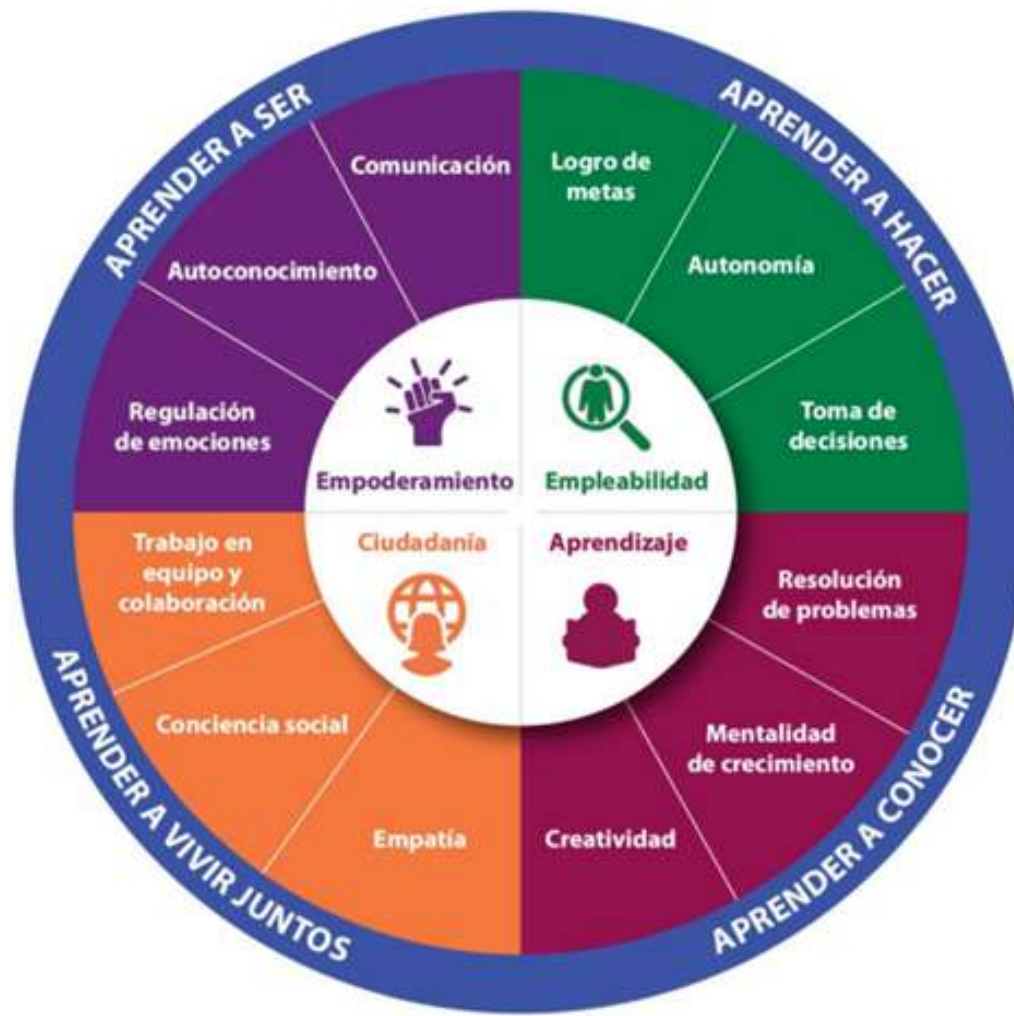 APRENDER A SER
Comunicación
Autoconocimiento
Regulación
de emociones
Empoderamiento
APRENDER A HACER
Logro de
metas
Autonomía
Toma de
decisiones
Empleabilidad
APRENDER A VIVIR JUNTOS
Ciudadanía
Trabajo en
equipo y
colaboración
Conciencia social
Empatía
APRENDER A CONOCER
Aprendizaje
Resolución
de problemas
Mentalidad
de crecimiento
Creatividad